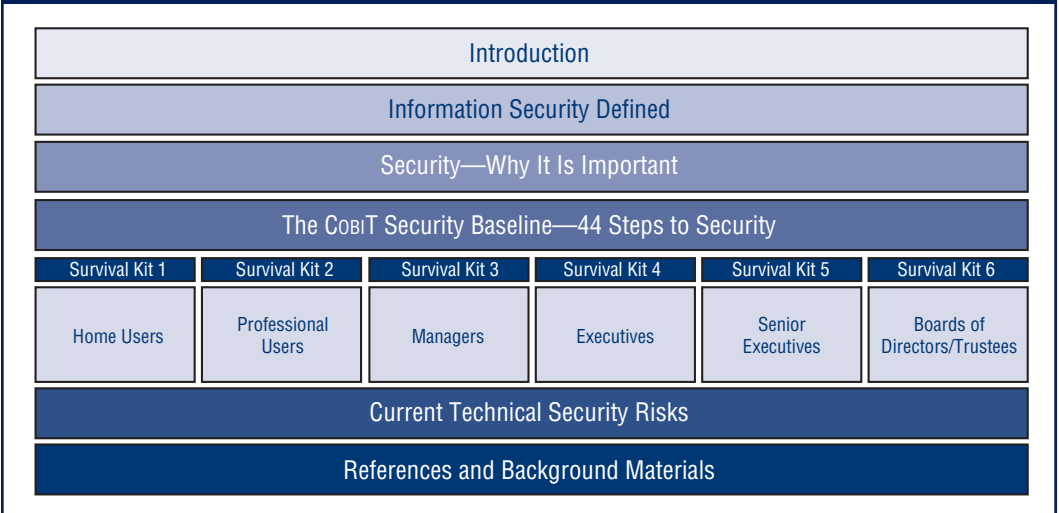 Introduction
Information Security Defined
Security—Why It Is Important
The COBIT Security Baseline—44 Steps to Security
Survival Kit 1
Survival Kit 2
Survival Kit 3
Survival Kit 4
Survival Kit 5
Survival Kit 6
Home Users
Professional
Users
Managers
Executives
Senior
Executives
Boards of
Directors/Trustees
Current Technical Security Risks
References and Background Materials